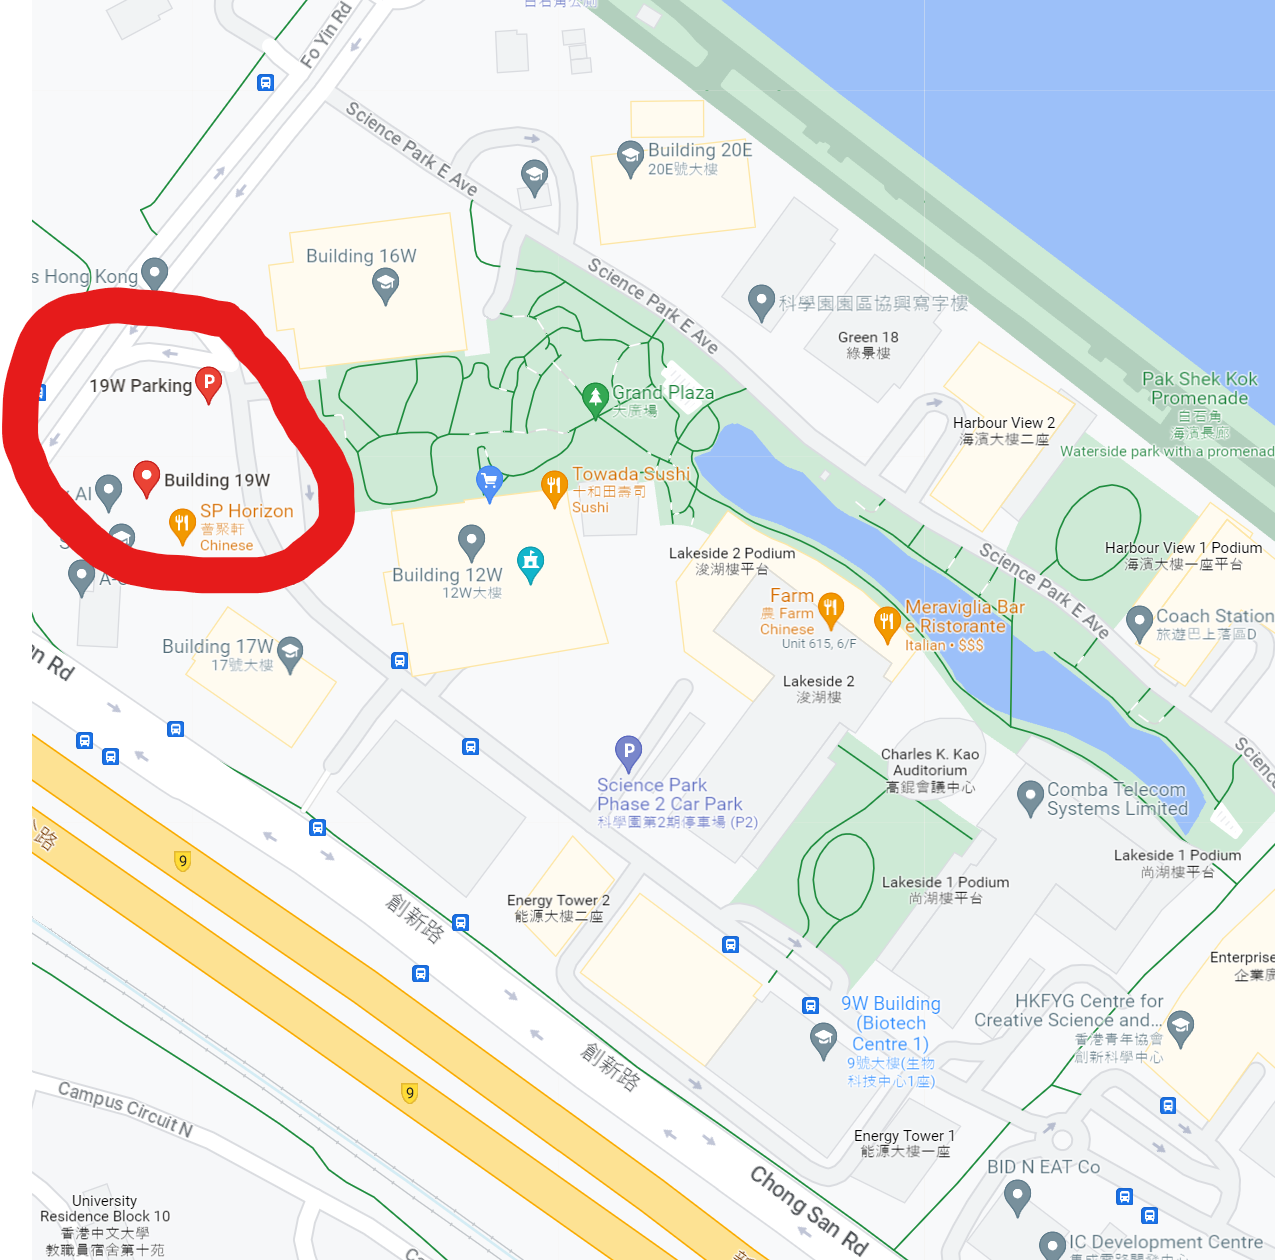 白石角公園
Fo Yin Rd
Science Park E Ave
Building 20E
20E號大樓
Building 16W
s Hong Kong
Science Park E Ave
科學園園區協興寫字樓
Green 18
綠景樓
19W Parking
P
Grand Plaza
大廣場
Pak Shek Kok
Promenade
白石角
海濱長廊
Waterside park with a promenad
Harbour View 2
海濱大樓二座
Building 19W
AI
SP Horizon
薈聚軒
Chinese
Towada Sushi
十和田壽司
Sushi
Building 12W
12W大樓
Lakeside 2 Podium
浚湖樓平台
Harbour View 1 Podium
海濱大樓一座平台
Science Park E Ave
Farm
農 Farm
Chinese
Unit 615, 6/F
Meraviglia Bar
e Ristorante
Italian • $$$
Coach Station
旅遊巴上落區D
Building 17W
17號大樓
Lakeside 2
浚湖樓
n Rd
P
Science Park
Phase 2 Car Park
科學園第2期停車場 (P2)
Charles K. Kao
Auditorium
高錕會議中心
Comba Telecom
Systems Limited
Science
Lakeside 1 Podium
尚湖樓平台
Lakeside 1 Podium
尚湖樓平台
路
9
Energy Tower 2
能源大樓二座
創新路
Enterprise
企業廣
9W Building
(Biotech
Centre 1)
9號大樓(生物
科技中心1座)
HKFYG Centre for
Creative Science and...
香港青年協會
創新科學中心
創新路
9
Campus Circuit N
Energy Tower 1
能源大樓一座
Chong San Rd
BID N EAT Co
University
Residence Block 10
香港中文大學
教職員宿舍第十苑
IC Development Centre
新
Ca